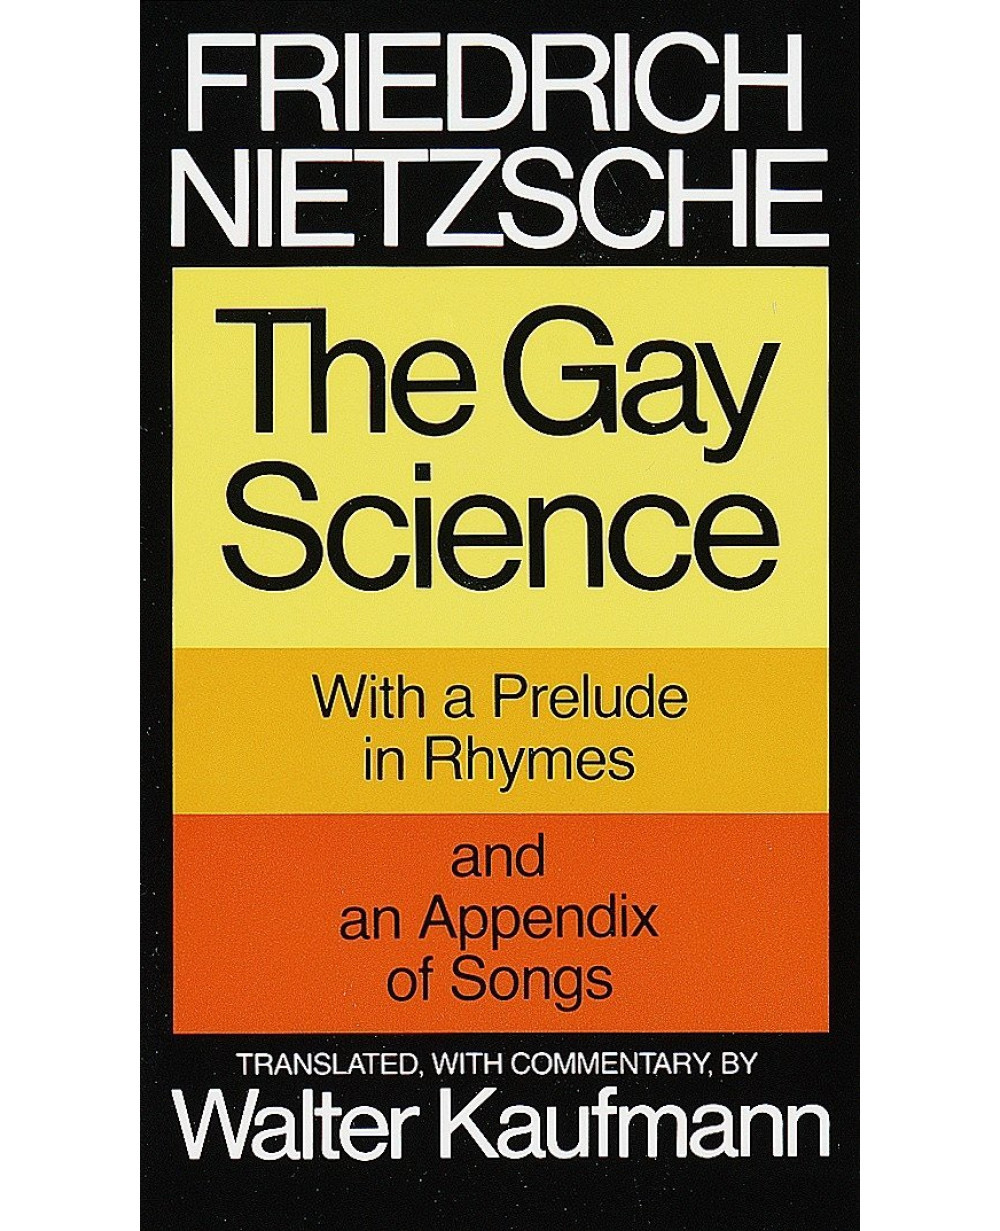 FRIEDRICH
NIETZSCHE
The Gay
Science
With a Prelude
in Rhymes
and
an Appendix
of Songs
TRANSLATED, WITH COMMENTARY, BY
Walter Kaufmann